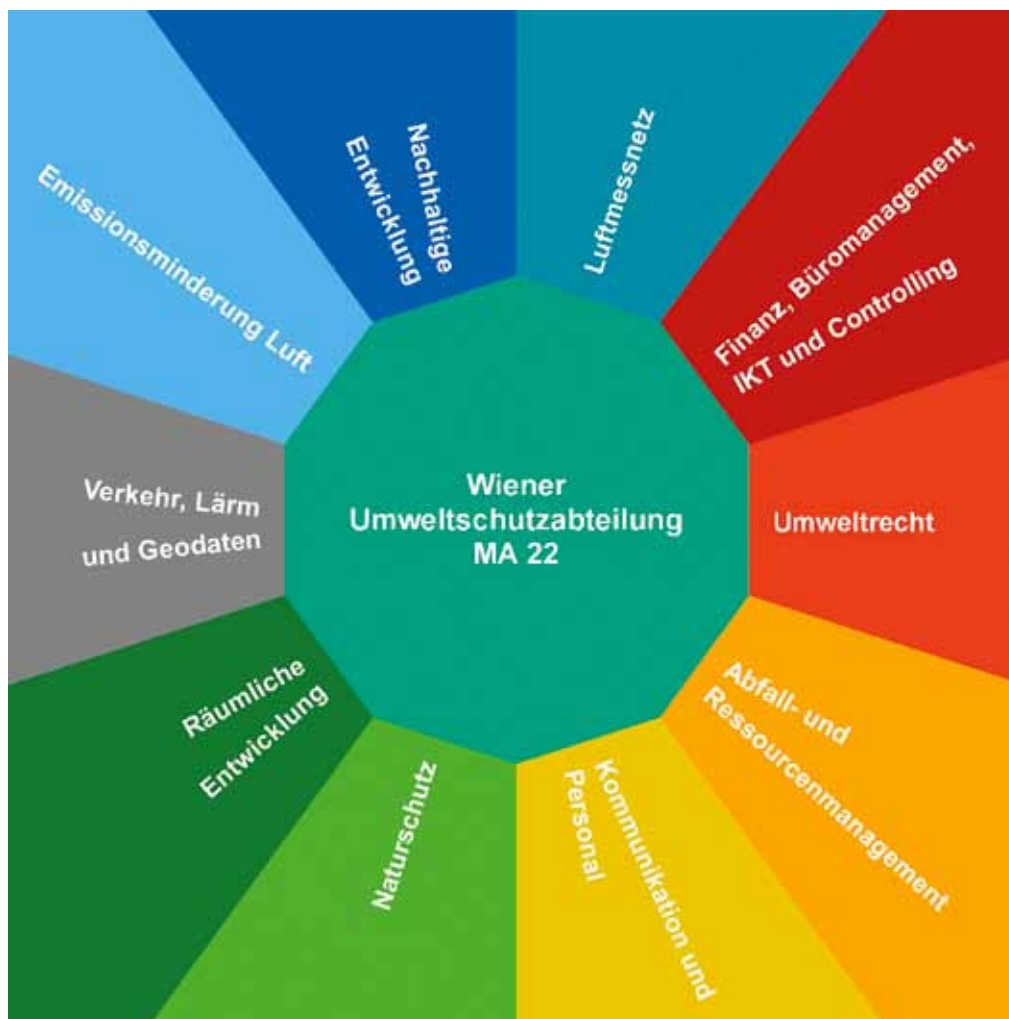 Wiener
Umweltschutzabteilung
MA 22
Luftmessnetz
Finanz, Büromanagement,
IKT und Controlling
Umweltrecht
Abfall- und
Ressourcenmanagement
Kommunikation und
Personal
Naturschutz
Räumliche
Entwicklung
Verkehr, Lärm
und Geodaten
Emissionsminderung Luft
Nachhaltige
Entwicklung